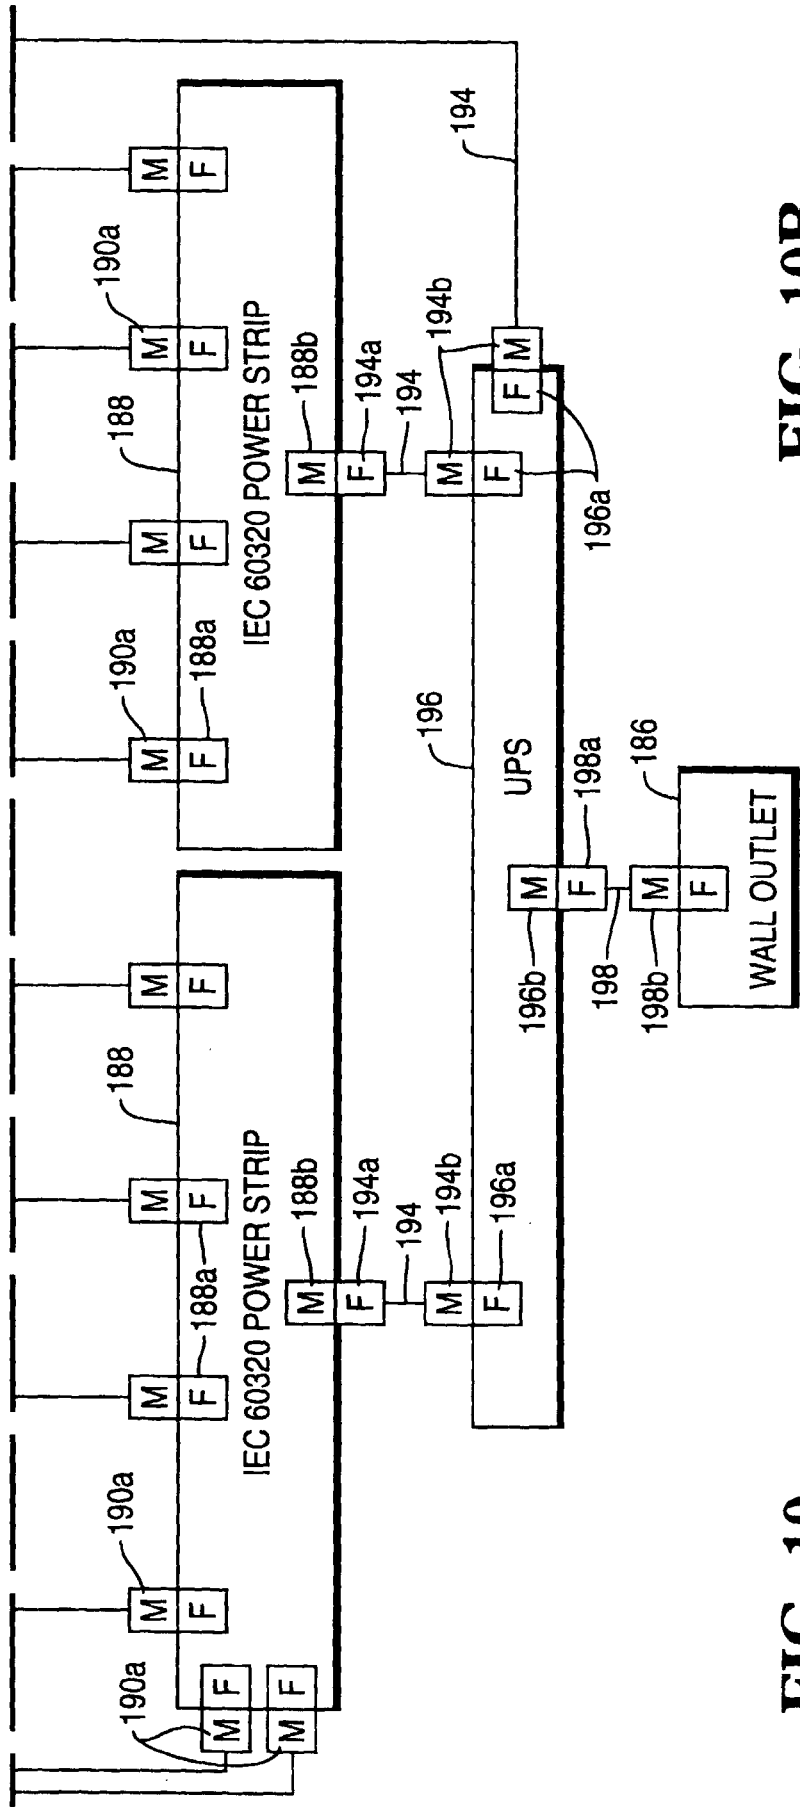 190a
190a
188
190a
188
190a
M
M
M
M
M
M
M
M
F
188a
F
F
F
F
188a
F
F
F
M F
M F
IEC 60320 POWER STRIP
IEC 60320 POWER STRIP
M 188b
F 194a
194
M 194b
F 196a
M 188b
F 194a
194
M
194b
F
F M
196a
194
196
UPS
196b M
F 198a
198
198b M
186
F
WALL OUTLET
FIG. 10
FIG. 10B